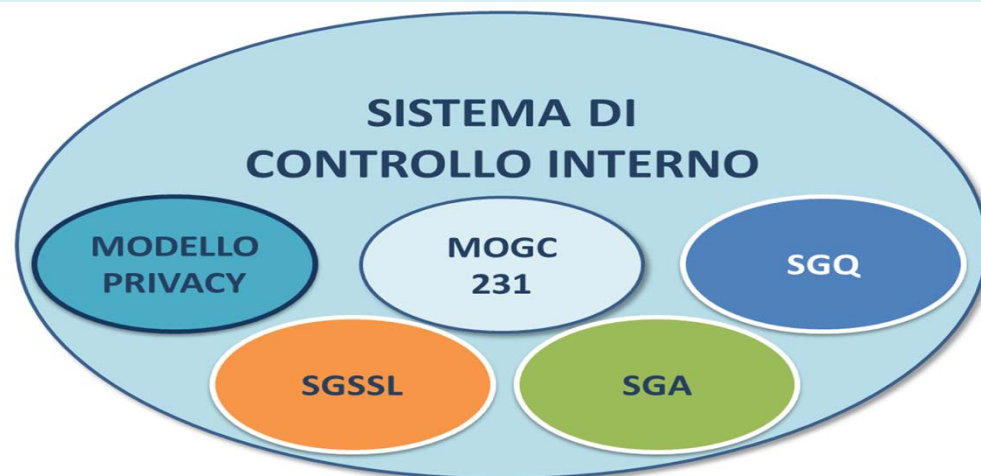 SISTEMA DI
CONTROLLO INTERNO
MODELLO
PRIVACY
MOGC
231
SGQ
SGSSL
SGA